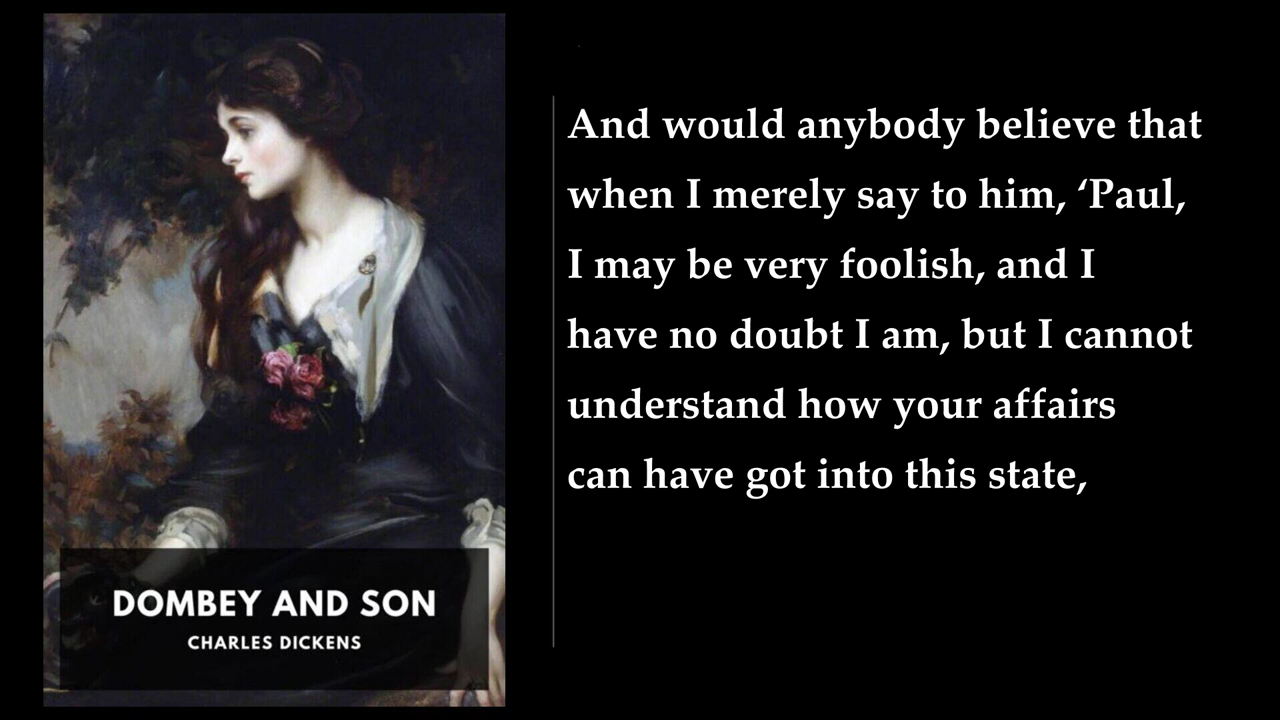 DOMBEY AND SON
CHARLES DICKENS
And would anybody believe that
when I merely say to him, ‘Paul,
I may be very foolish, and I
have no doubt I am, but I cannot
understand how your affairs
can have got into this state,